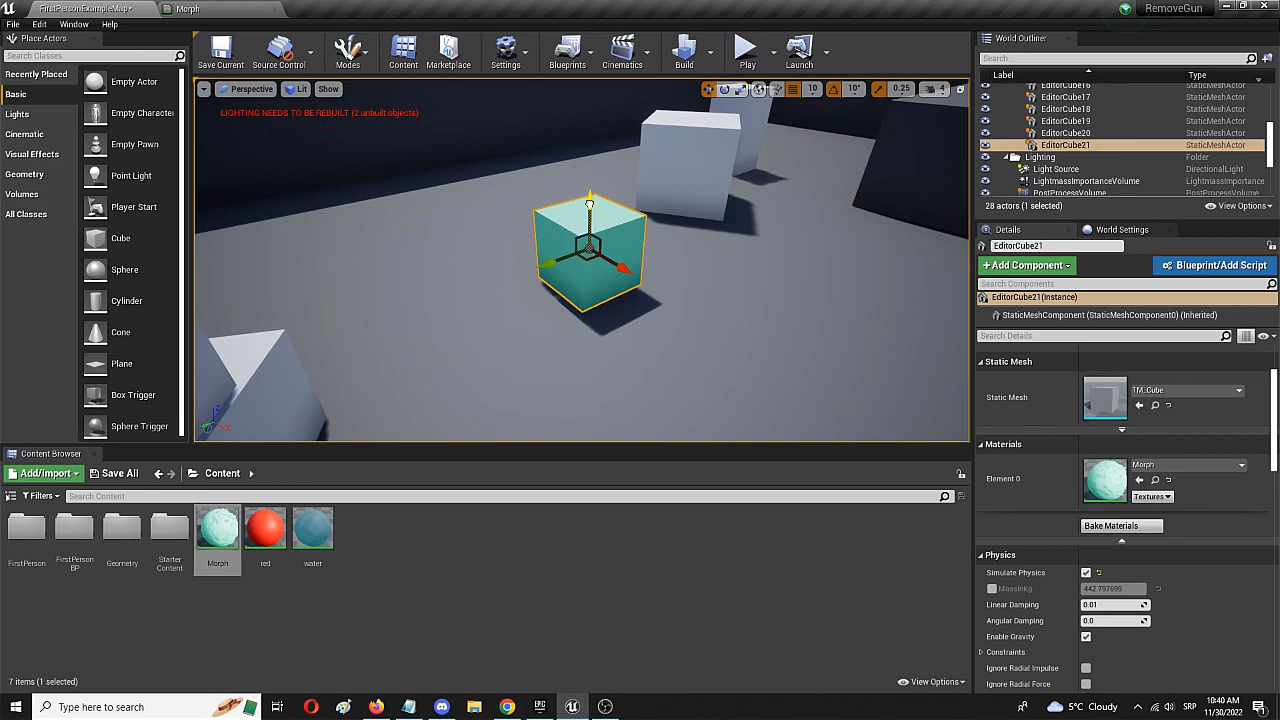 FirstPersonExampleMap*
Morph
RemoveGun
File
Edit
Window
Help
Place Actors
Search Classes
Recently Placed
Basic
Lights
Cinematic
Visual Effects
Geometry
Volumes
All Classes
Empty Actor
Empty Characte
Empty Pawn
Point Light
Player Start
Cube
Sphere
Cylinder
Cone
Plane
Box Trigger
Sphere Trigger
Save Current
Source Control
Modes
Content
Marketplace
Settings
Blueprints
Cinematics
Build
Play
Launch
Perspective
Lit
Show
10
10°
0.25
4
LIGHTING NEEDS TO BE REBUILT (2 unbuilt objects)
World Outliner
Search...
Label
Type
EditorCube16 StaticMeshActor
EditorCube17 StaticMeshActor
EditorCube18 StaticMeshActor
EditorCube19 StaticMeshActor
EditorCube20 StaticMeshActor
EditorCube21 StaticMeshActor
Lighting Folder
Light Source DirectionalLight
LightmassImportanceVolume LightmassImportance
PostProcessVolume PostProcessVolume
28 actors (1 selected)
View Options
Details
World Settings
EditorCube21
+Add Component
Blueprint/Add Script
Search Components
EditorCube21(Instance)
StaticMeshComponent (StaticMeshComponent0) (Inherited)
Search Details
Static Mesh
Static Mesh
1M_Cube
Materials
Element 0
Morph
Textures
Bake Materials
Physics
Simulate Physics
MassInKg 442.797699
Linear Damping 0.01
Angular Damping 0.0
Enable Gravity
Constraints
Ignore Radial Impulse
Ignore Radial Force
Content Browser
Add/Import
Save All
Content
Filters
Search Content
FirstPerson
FirstPerson
BP
Geometry
Starter
Content
Morph
red
water
7 items (1 selected)
View Options
Type here to search
EPIC
5°C Cloudy
SRP
10:40 AM
11/30/2022